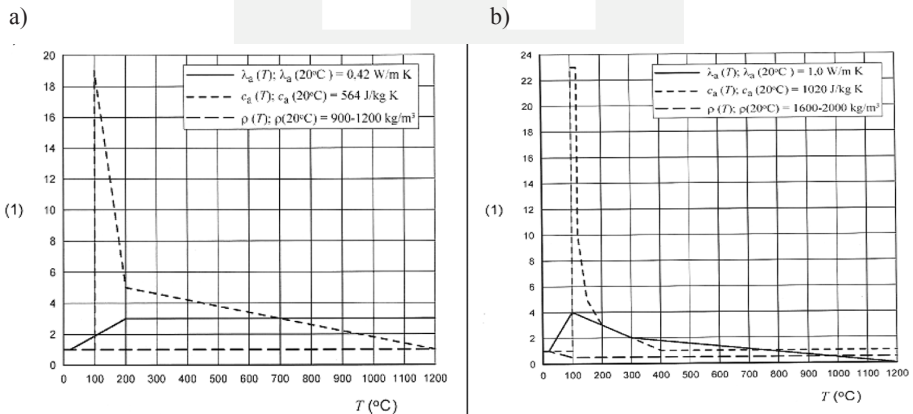 a)
20
18
16
14
12
10
8
6
4
2
0
(1)
λa (T); λa (20°C ) = 0.42 W/m K
ca (T); ca (20°C) = 564 J/kg K
ρ (T); ρ(20°C) = 900-1200 kg/m³
0 100 200 300 400 500 600 700 800 900 1000 1100 1200
T (°C)
b)
24
22
20
18
16
14
12
10
8
6
4
2
0
(1)
λa (T); λa (20°C ) = 1.0 W/m K
ca (T); ca (20°C) = 1020 J/kg K
ρ (T); ρ(20°C) = 1600-2000 kg/m³
0 100 200 300 400 500 600 700 800 900 1000 1100 1200
T (°C)